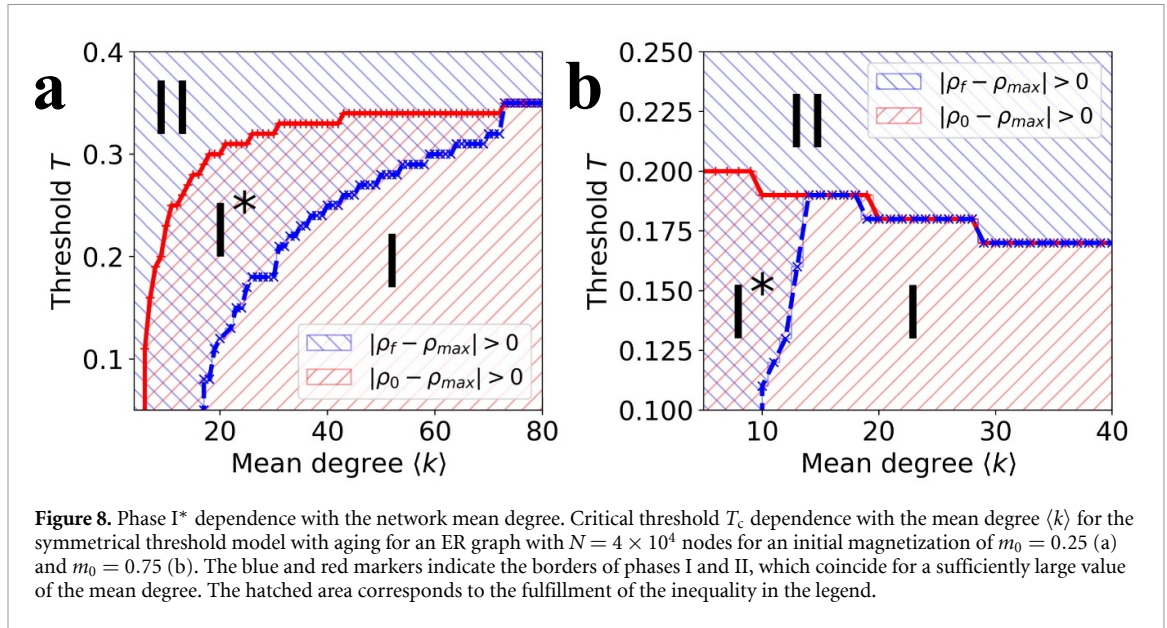 a
0.4
0.3
0.2
0.1
Threshold T
II
I*
I
|ρf − ρmax| > 0
|ρ0 − ρmax| > 0
20 40 60 80
Mean degree ⟨k⟩
b
0.250
0.225
0.200
0.175
0.150
0.125
0.100
Threshold T
|ρf − ρmax| > 0
|ρ0 − ρmax| > 0
II
I*
I
10 20 30 40
Mean degree ⟨k⟩
Figure 8. Phase I* dependence with the network mean degree. Critical threshold Tc dependence with the mean degree ⟨k⟩ for the
symmetrical threshold model with aging for an ER graph with N = 4 × 10⁴ nodes for an initial magnetization of m0 = 0.25 (a)
and m0 = 0.75 (b). The blue and red markers indicate the borders of phases I and II, which coincide for a sufficiently large value
of the mean degree. The hatched area corresponds to the fulfillment of the inequality in the legend.